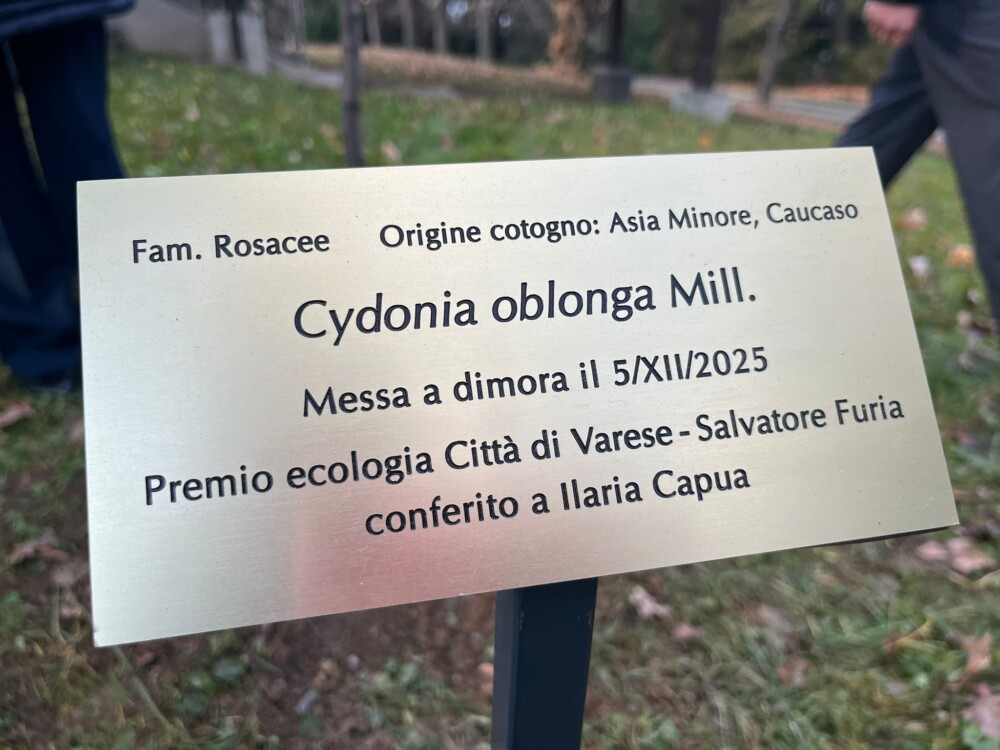 Fam. Rosacee Origine cotogno: Asia Minore, Caucaso
Cydonia oblonga Mill.
Messa a dimora il 5/XII/2025
Premio ecologia Città di Varese - Salvatore Furia
conferito a Ilaria Capua